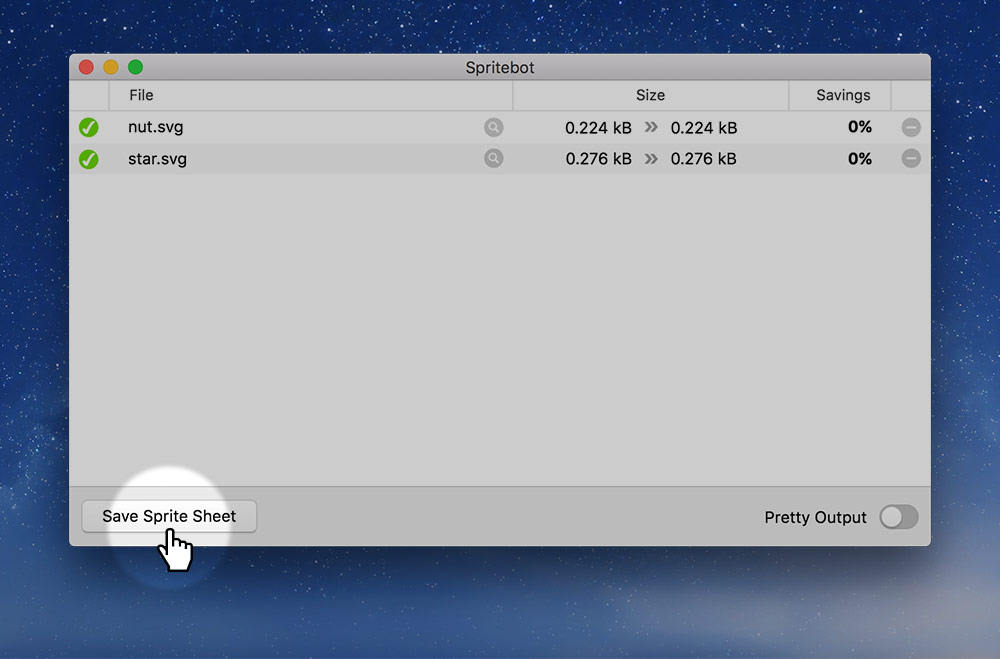 Spritebot
File Size Savings
nut.svg 0.224 kB » 0.224 kB 0%
star.svg 0.276 kB » 0.276 kB 0%
Save Sprite Sheet Pretty Output